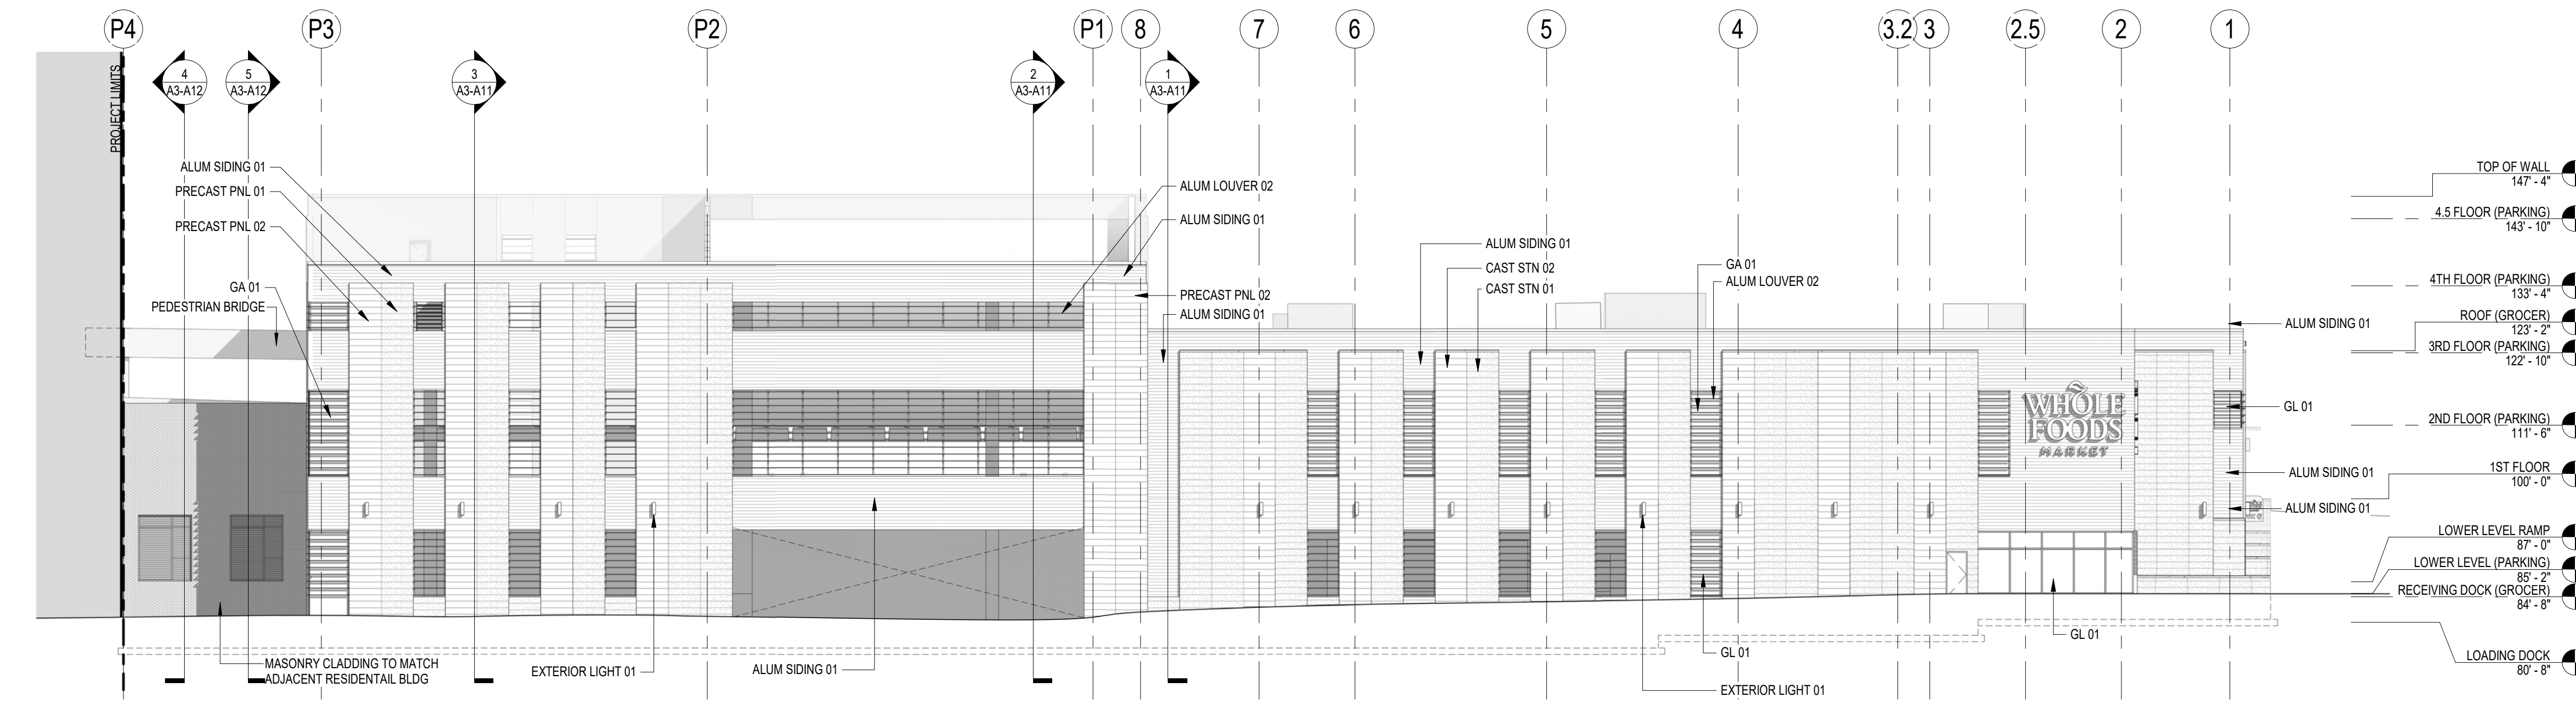 P4
P3
P2
P1
8
7
6
5
4
3.2
3
2.5
2
1
PROJECT LIMITS
4
A3-A12
5
A3-A12
3
A3-A11
2
A3-A11
1
A3-A11
ALUM SIDING 01
PRECAST PNL 01
PRECAST PNL 02
GA 01
PEDESTRIAN BRIDGE
ALUM LOUVER 02
ALUM SIDING 01
PRECAST PNL 02
ALUM SIDING 01
ALUM SIDING 01
CAST STN 02
CAST STN 01
GA 01
ALUM LOUVER 02
WHOLE
FOODS
MARKET
ALUM SIDING 01
GL 01
ALUM SIDING 01
ALUM SIDING 01
TOP OF WALL
147' - 4"
4.5 FLOOR (PARKING)
143' - 10"
4TH FLOOR (PARKING)
133' - 4"
ROOF (GROCER)
123' - 2"
3RD FLOOR (PARKING)
122' - 10"
2ND FLOOR (PARKING)
111' - 6"
1ST FLOOR
100' - 0"
LOWER LEVEL RAMP
87' - 0"
LOWER LEVEL (PARKING)
85' - 2"
RECEIVING DOCK (GROCER)
84' - 8"
LOADING DOCK
80' - 8"
MASONRY CLADDING TO MATCH
ADJACENT RESIDENTAIL BLDG
EXTERIOR LIGHT 01
ALUM SIDING 01
GL 01
EXTERIOR LIGHT 01
GL 01